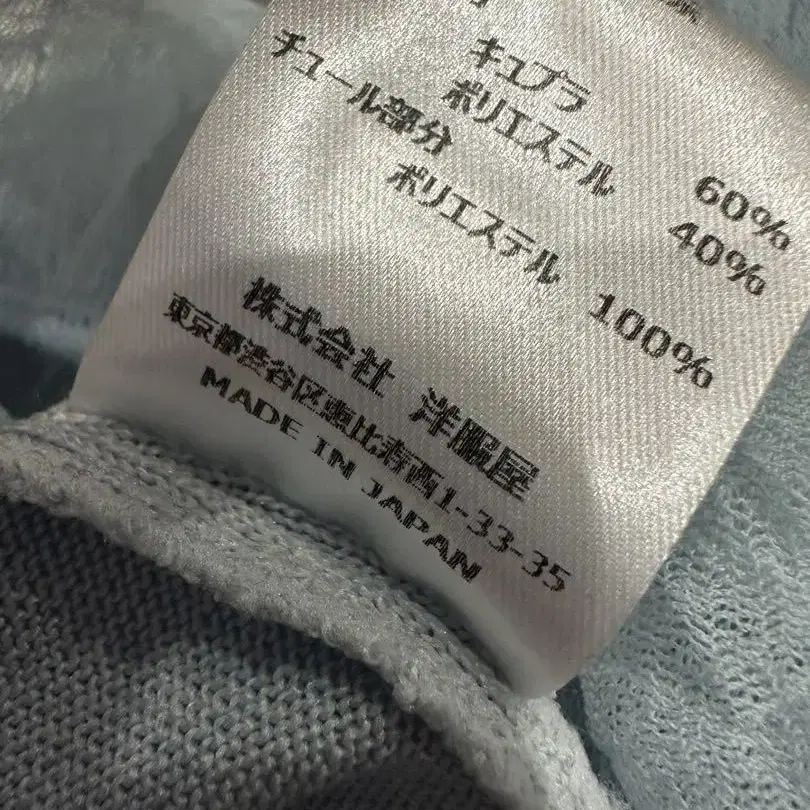 キュプラ 60%
ポリエステル 40%
チュール部分
ポリエステル 100%
株式会社 洋服屋
東京都渋谷区恵比寿西1-33-35
MADE IN JAPAN